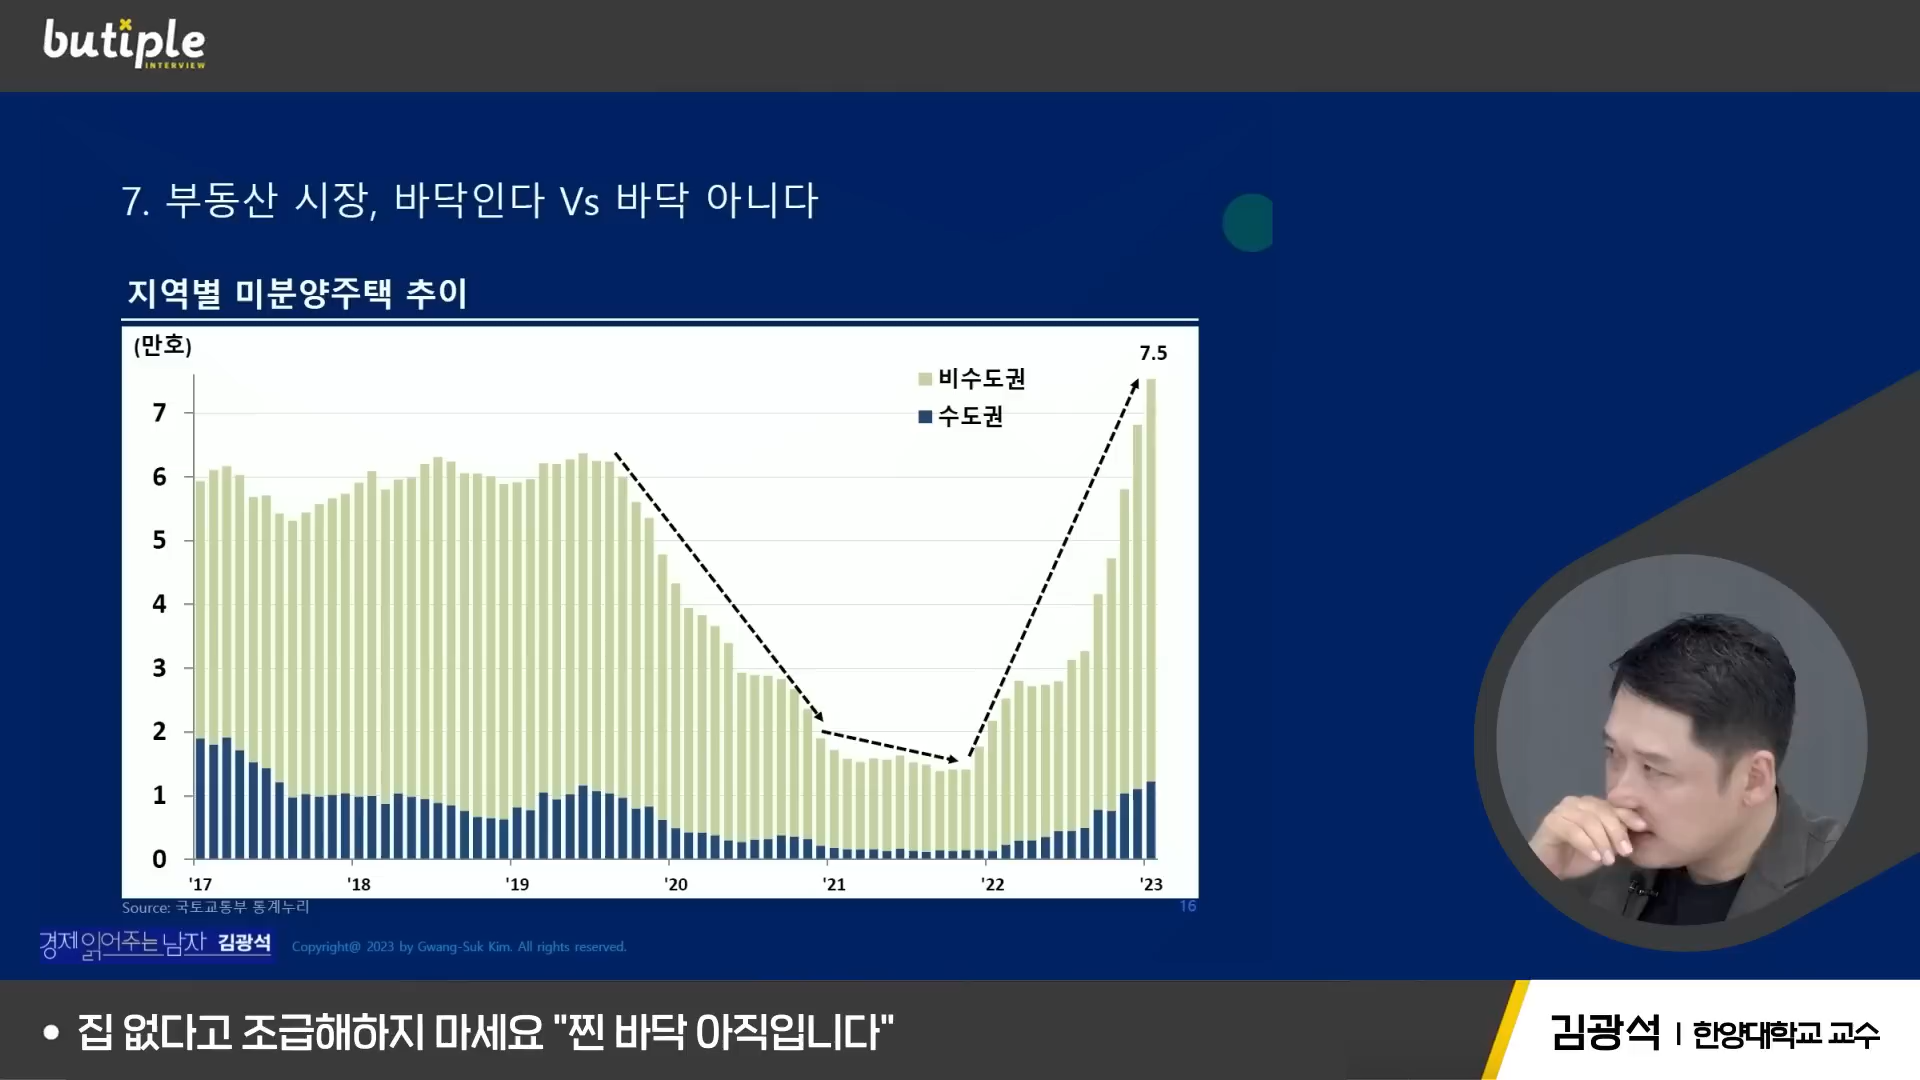 butiple
INTERVIEW
7. 부동산 시장, 바닥인다 Vs 바닥 아니다
지역별 미분양주택 추이
(만호)
7.5
비수도권
수도권
7
6
5
4
3
2
1
0
'17 '18 '19 '20 '21 '22 '23
Source: 국토교통부 통계누리
16
경제 읽어주는 남자 김광석 Copyright@ 2023 by Gwang-Suk Kim. All rights reserved.
• 집 없다고 조급해하지 마세요 "찐 바닥 아직입니다"
김광석 | 한양대학교 교수